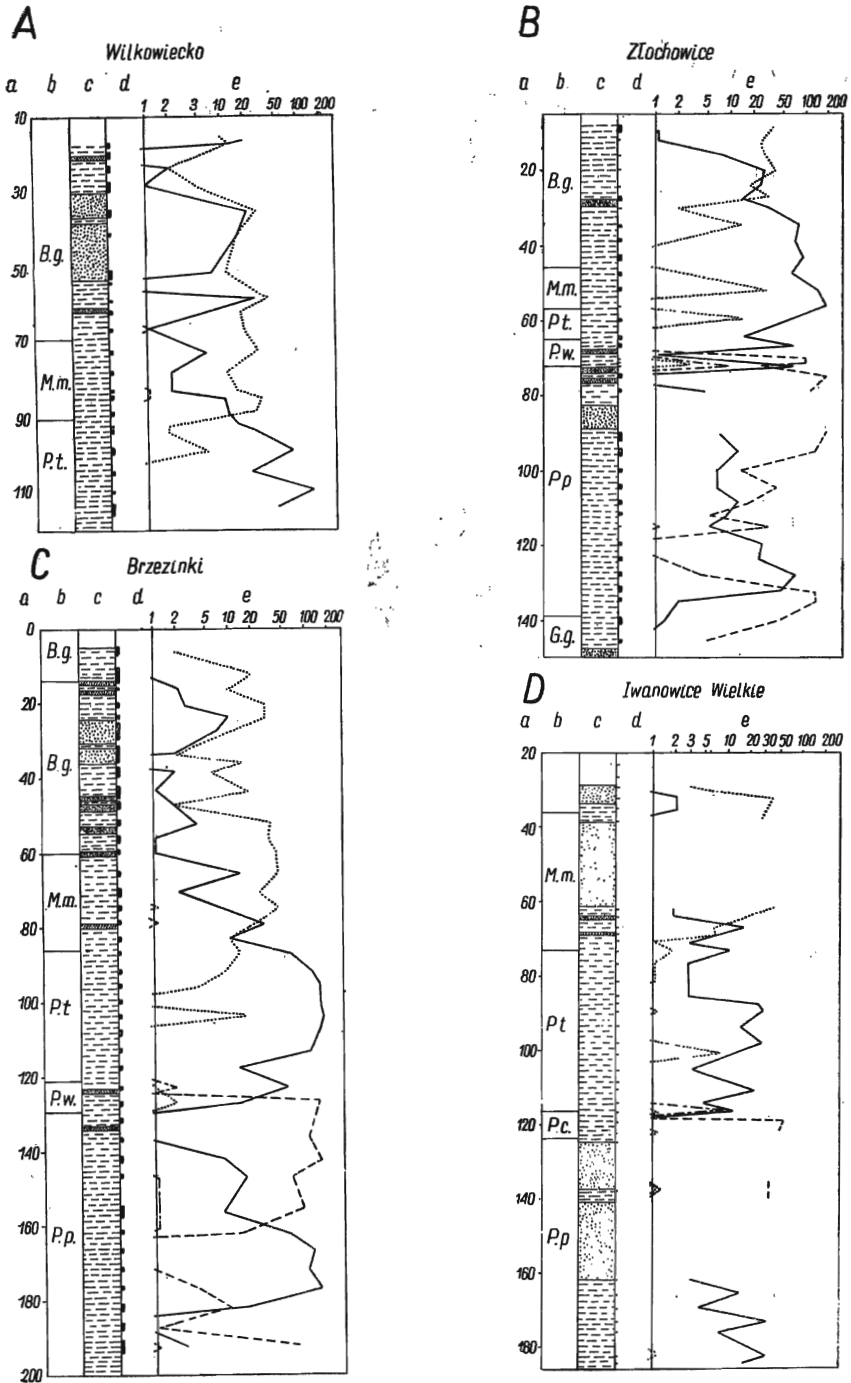 A
Wilkowiecko
a b c d e
1 2 3 10 20 50 100 200
10
30
50
70
90
110
B.g.
M.m.
P.t.
B
Złochowice
a b c d e
1 2 5 10 20 50 100 200
20
40
60
80
100
120
140
B.g.
M.m.
P.t.
P.w.
P.p
G.g.
C
Brzezinki
a b c d e
1 2 5 10 20 50 100 200
0
20
40
60
80
100
120
140
160
180
200
B.g.
B.g.
M.m.
P.t
P.w.
P.p.
D
Iwanowice Wielkie
a b c d e
1 2 3 5 10 20 30 50 100 200
20
40
60
80
100
120
140
160
180
M.m.
P.t
P.c.
P.p